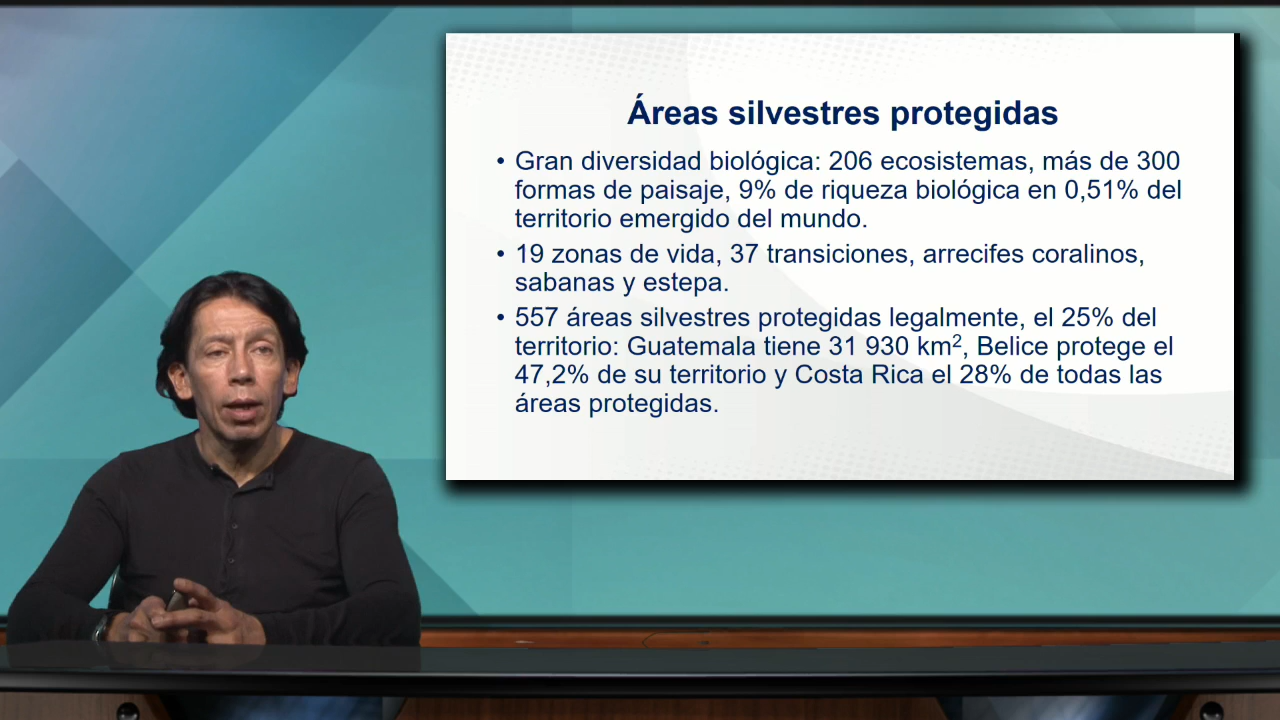 Áreas silvestres protegidas
• Gran diversidad biológica: 206 ecosistemas, más de 300
formas de paisaje, 9% de riqueza biológica en 0,51% del
territorio emergido del mundo.
• 19 zonas de vida, 37 transiciones, arrecifes coralinos,
sabanas y estepa.
• 557 áreas silvestres protegidas legalmente, el 25% del
territorio: Guatemala tiene 31 930 km², Belice protege el
47,2% de su territorio y Costa Rica el 28% de todas las
áreas protegidas.